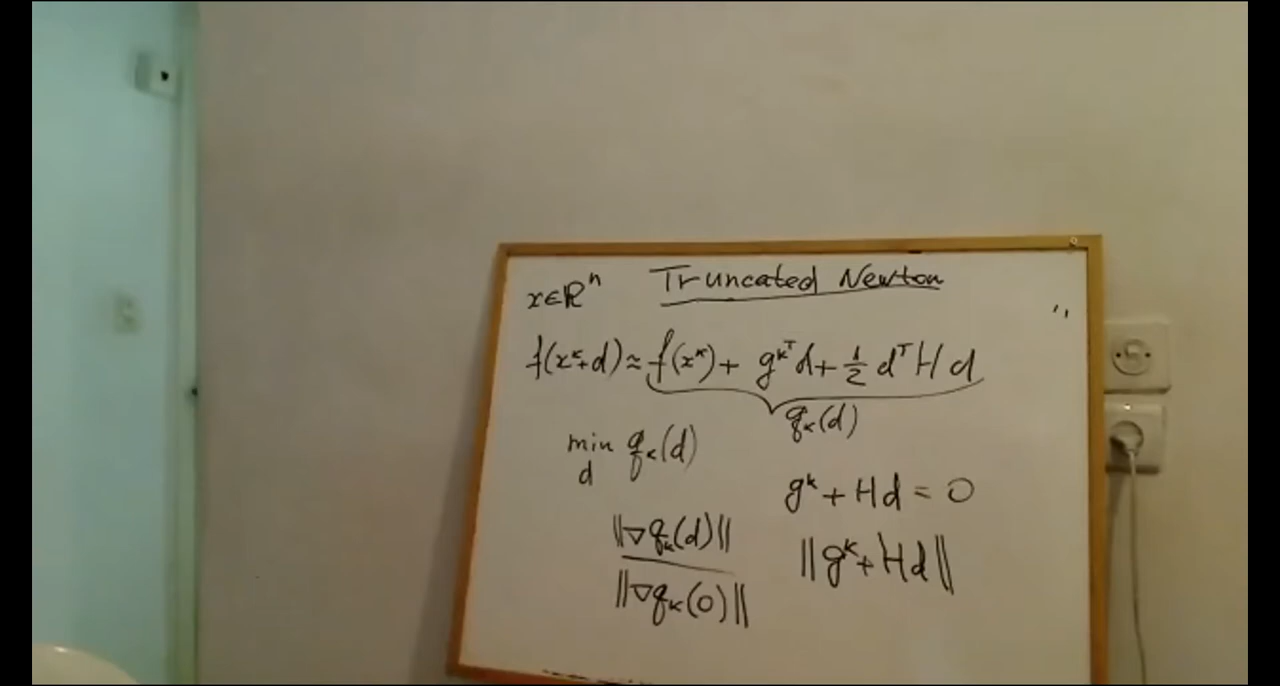 x∈ℝⁿ Truncated Newton
f(xᵏ+d) ≈ f(xᵏ) + gᵏᵀd + ½ dᵀHd
qₖ(d)
min qₖ(d)
d
gᵏ + Hd = 0
‖∇qₖ(d)‖
‖∇qₖ(0)‖
‖gᵏ + Hd‖